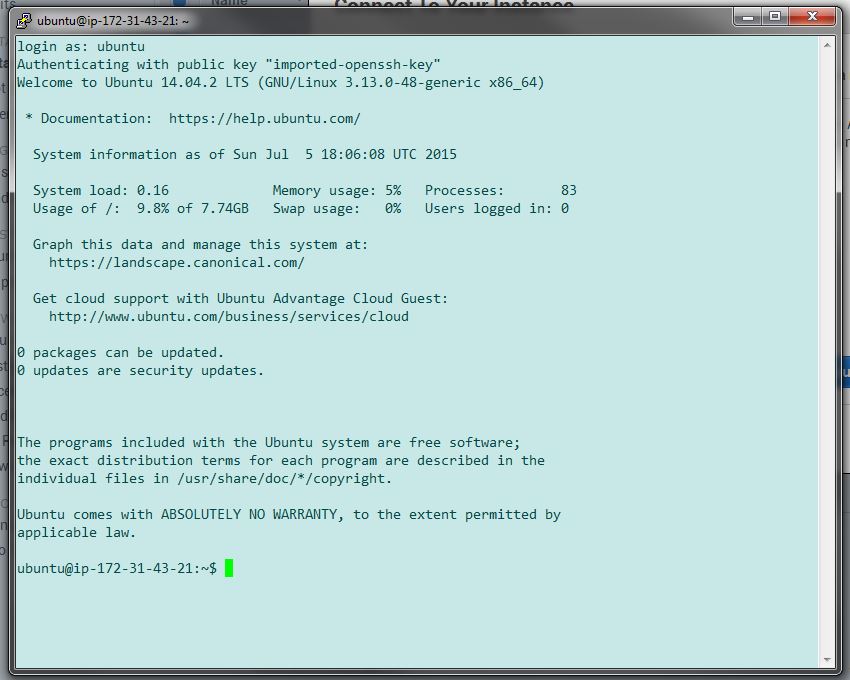 Connect To Your Instance
Name
ubuntu@ip-172-31-43-21: ~
login as: ubuntu
Authenticating with public key "imported-openssh-key"
Welcome to Ubuntu 14.04.2 LTS (GNU/Linux 3.13.0-48-generic x86_64)
* Documentation:  https://help.ubuntu.com/
System information as of Sun Jul  5 18:06:08 UTC 2015
System load: 0.16             Memory usage: 5%   Processes:       83
Usage of /:  9.8% of 7.74GB   Swap usage:   0%   Users logged in: 0
Graph this data and manage this system at:
https://landscape.canonical.com/
Get cloud support with Ubuntu Advantage Cloud Guest:
http://www.ubuntu.com/business/services/cloud
0 packages can be updated.
0 updates are security updates.
The programs included with the Ubuntu system are free software;
the exact distribution terms for each program are described in the
individual files in /usr/share/doc/*/copyright.
Ubuntu comes with ABSOLUTELY NO WARRANTY, to the extent permitted by
applicable law.
ubuntu@ip-172-31-43-21:~$